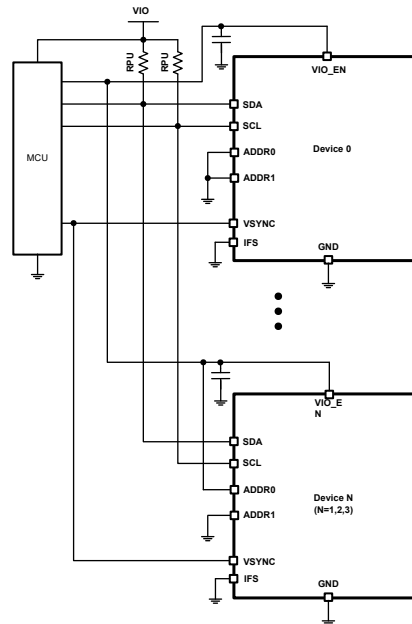 VIO
RPU
RPU
VIO_EN
SDA
SCL
MCU
Device 0
ADDR0
ADDR1
VSYNC
IFS
GND
VIO_E
N
SDA
SCL
ADDR0
Device N
(N=1,2,3)
ADDR1
VSYNC
IFS
GND